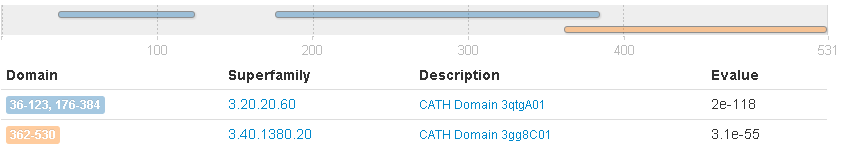 100 200 300 400 531
Domain Superfamily Description Evalue
36-123, 176-384 3.20.20.60 CATH Domain 3qtgA01 2e-118
362-530 3.40.1380.20 CATH Domain 3gg8C01 3.1e-55